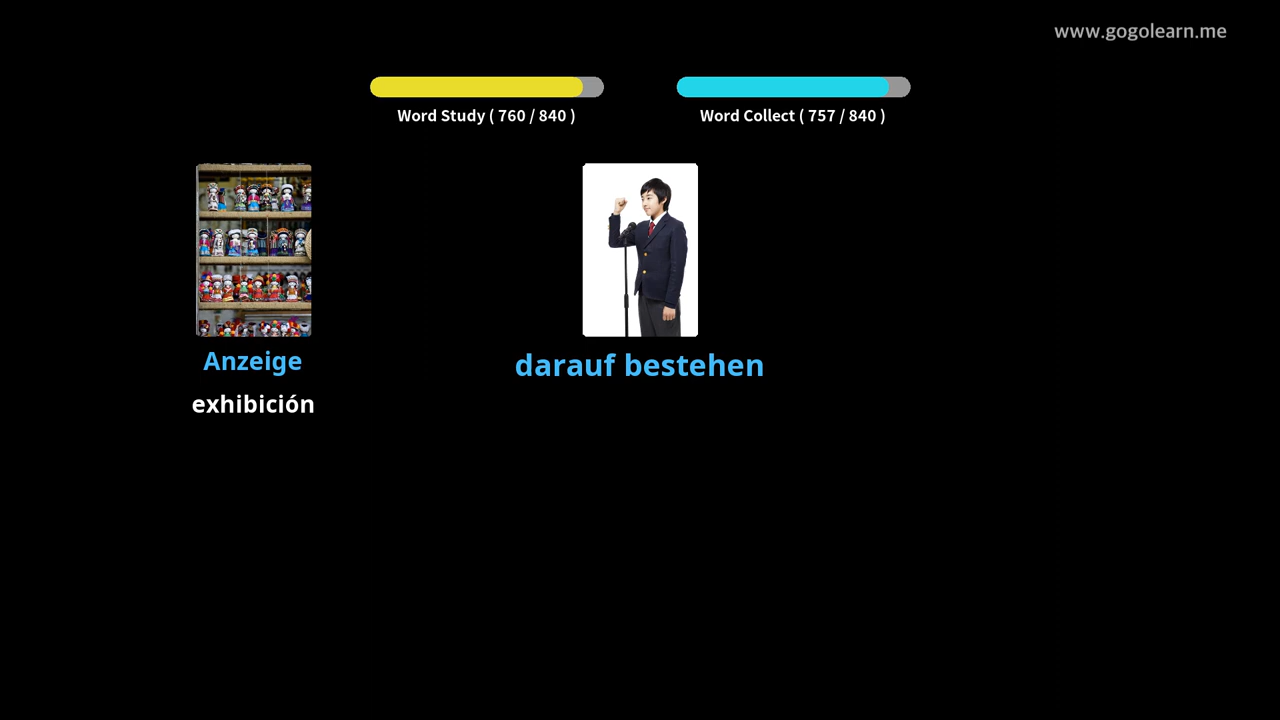 www.gogolearn.me
Word Study ( 760 / 840 )
Word Collect ( 757 / 840 )
Anzeige
exhibición
darauf bestehen